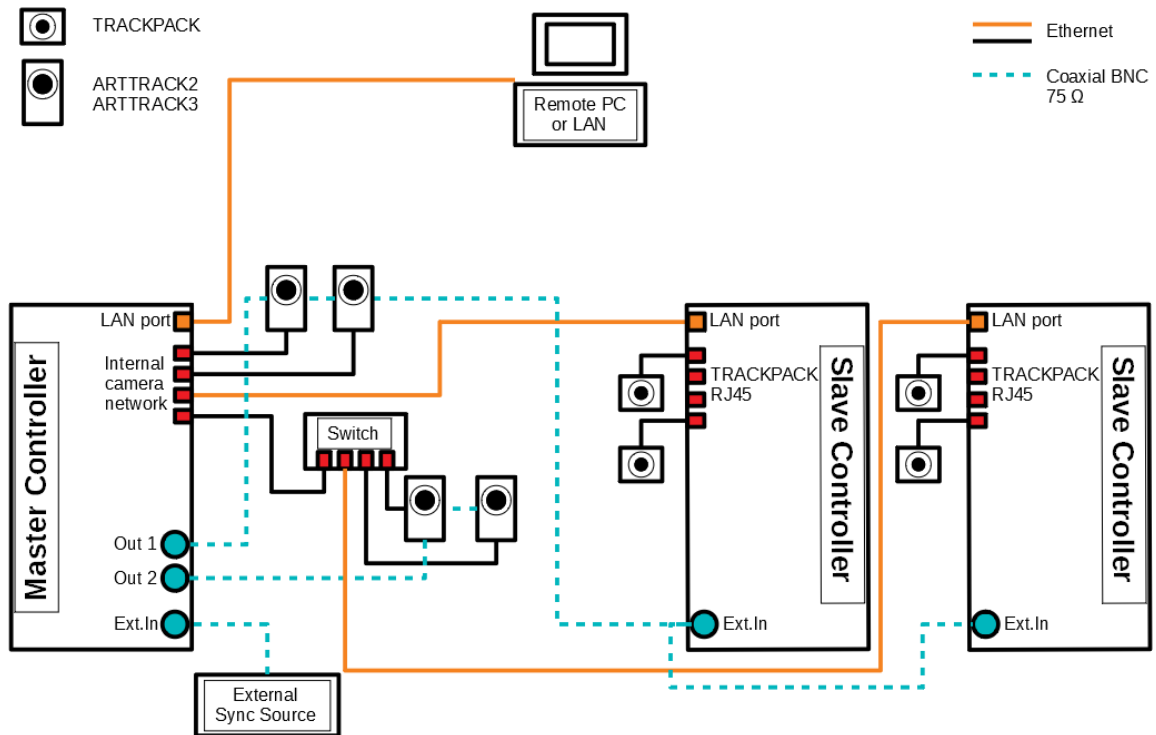 TRACKPACK
ARTTRACK2
ARTTRACK3
Ethernet
Coaxial BNC
75 Ω
Remote PC
or LAN
Master Controller
LAN port
Internal
camera
network
Out 1
Out 2
Ext.In
Switch
External
Sync Source
LAN port
TRACKPACK
RJ45
Slave Controller
Ext.In
LAN port
TRACKPACK
RJ45
Slave Controller
Ext.In